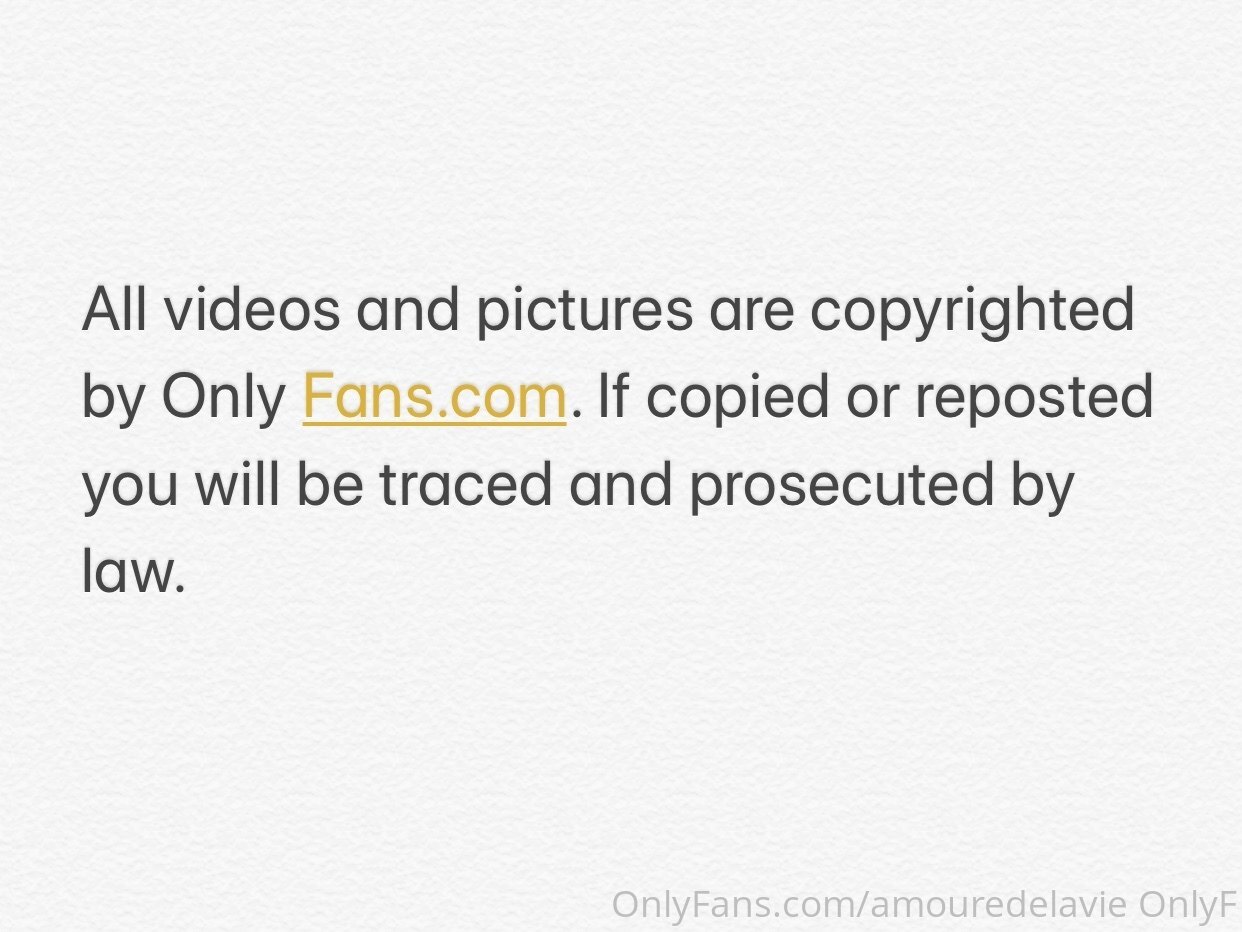 All videos and pictures are copyrighted
by Only Fans.com. If copied or reposted
you will be traced and prosecuted by
law.
OnlyFans.com/amouredelavie OnlyF